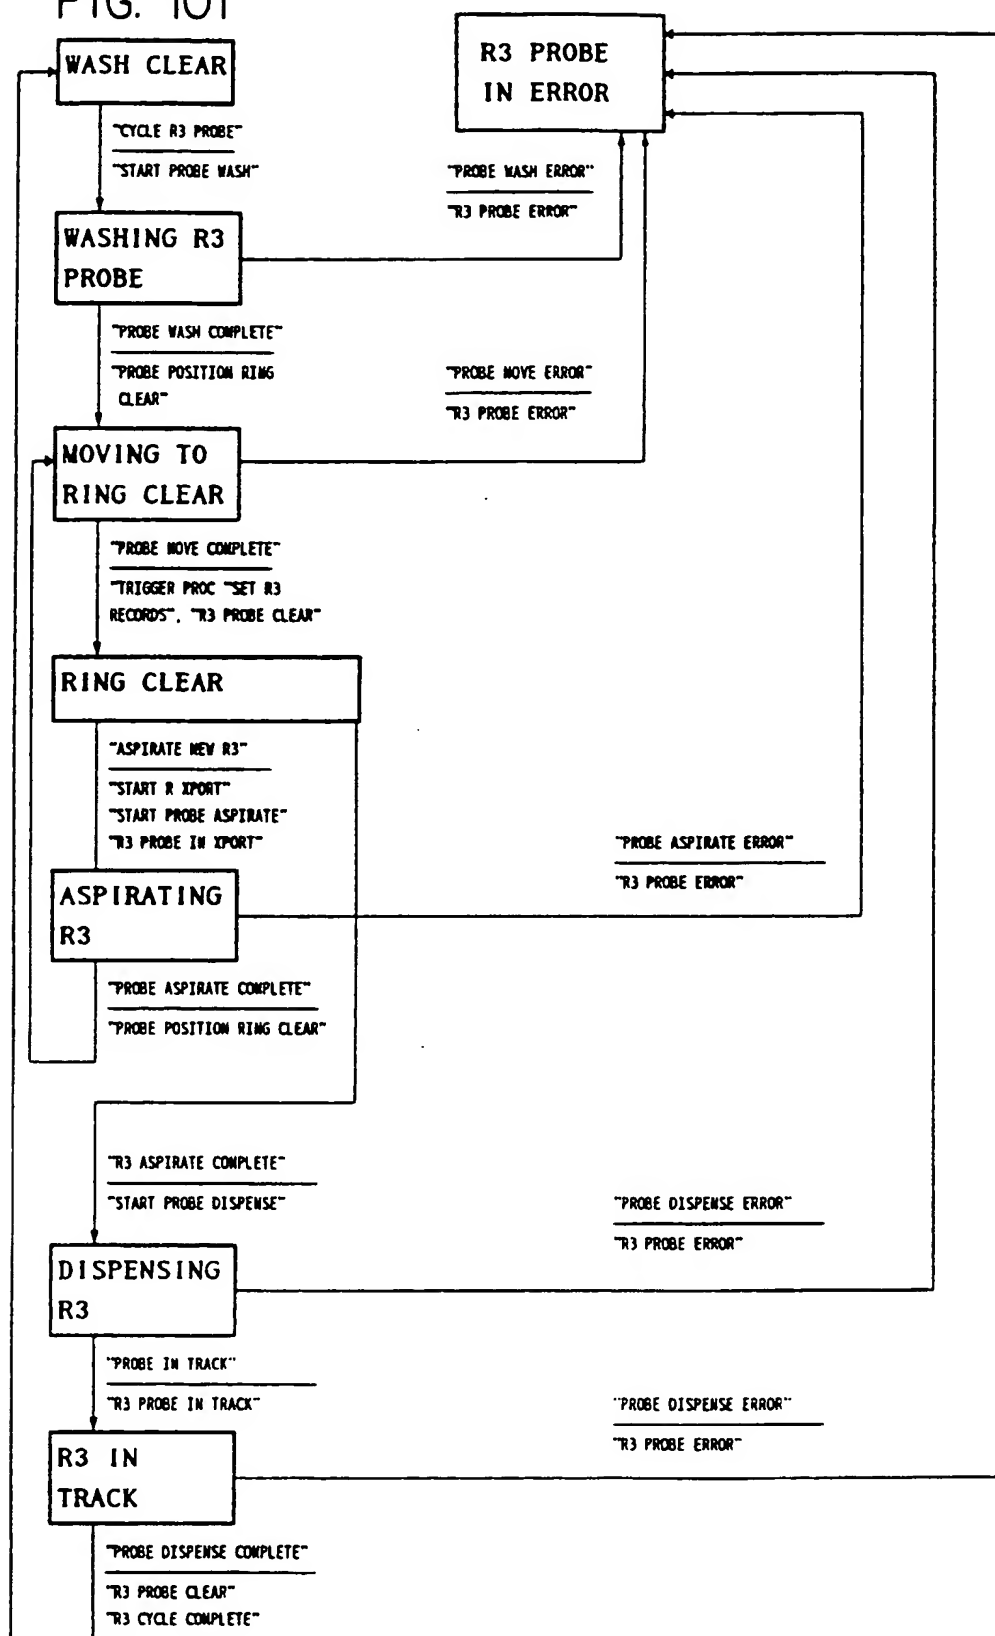 FIG. 101
WASH CLEAR
R3 PROBE
IN ERROR
"CYCLE R3 PROBE"
"START PROBE WASH"
"PROBE WASH ERROR"
"R3 PROBE ERROR"
WASHING R3
PROBE
"PROBE WASH COMPLETE"
"PROBE POSITION RING
CLEAR"
"PROBE MOVE ERROR"
"R3 PROBE ERROR"
MOVING TO
RING CLEAR
"PROBE MOVE COMPLETE"
"TRIGGER PROC "SET R3
RECORDS", "R3 PROBE CLEAR"
RING CLEAR
"ASPIRATE NEW R3"
"START R XPORT"
"START PROBE ASPIRATE"
"R3 PROBE IN XPORT"
"PROBE ASPIRATE ERROR"
"R3 PROBE ERROR"
ASPIRATING
R3
"PROBE ASPIRATE COMPLETE"
"PROBE POSITION RING CLEAR"
"R3 ASPIRATE COMPLETE"
"START PROBE DISPENSE"
"PROBE DISPENSE ERROR"
"R3 PROBE ERROR"
DISPENSING
R3
"PROBE IN TRACK"
"R3 PROBE IN TRACK"
"PROBE DISPENSE ERROR"
"R3 PROBE ERROR"
R3 IN
TRACK
"PROBE DISPENSE COMPLETE"
"R3 PROBE CLEAR"
"R3 CYCLE COMPLETE"